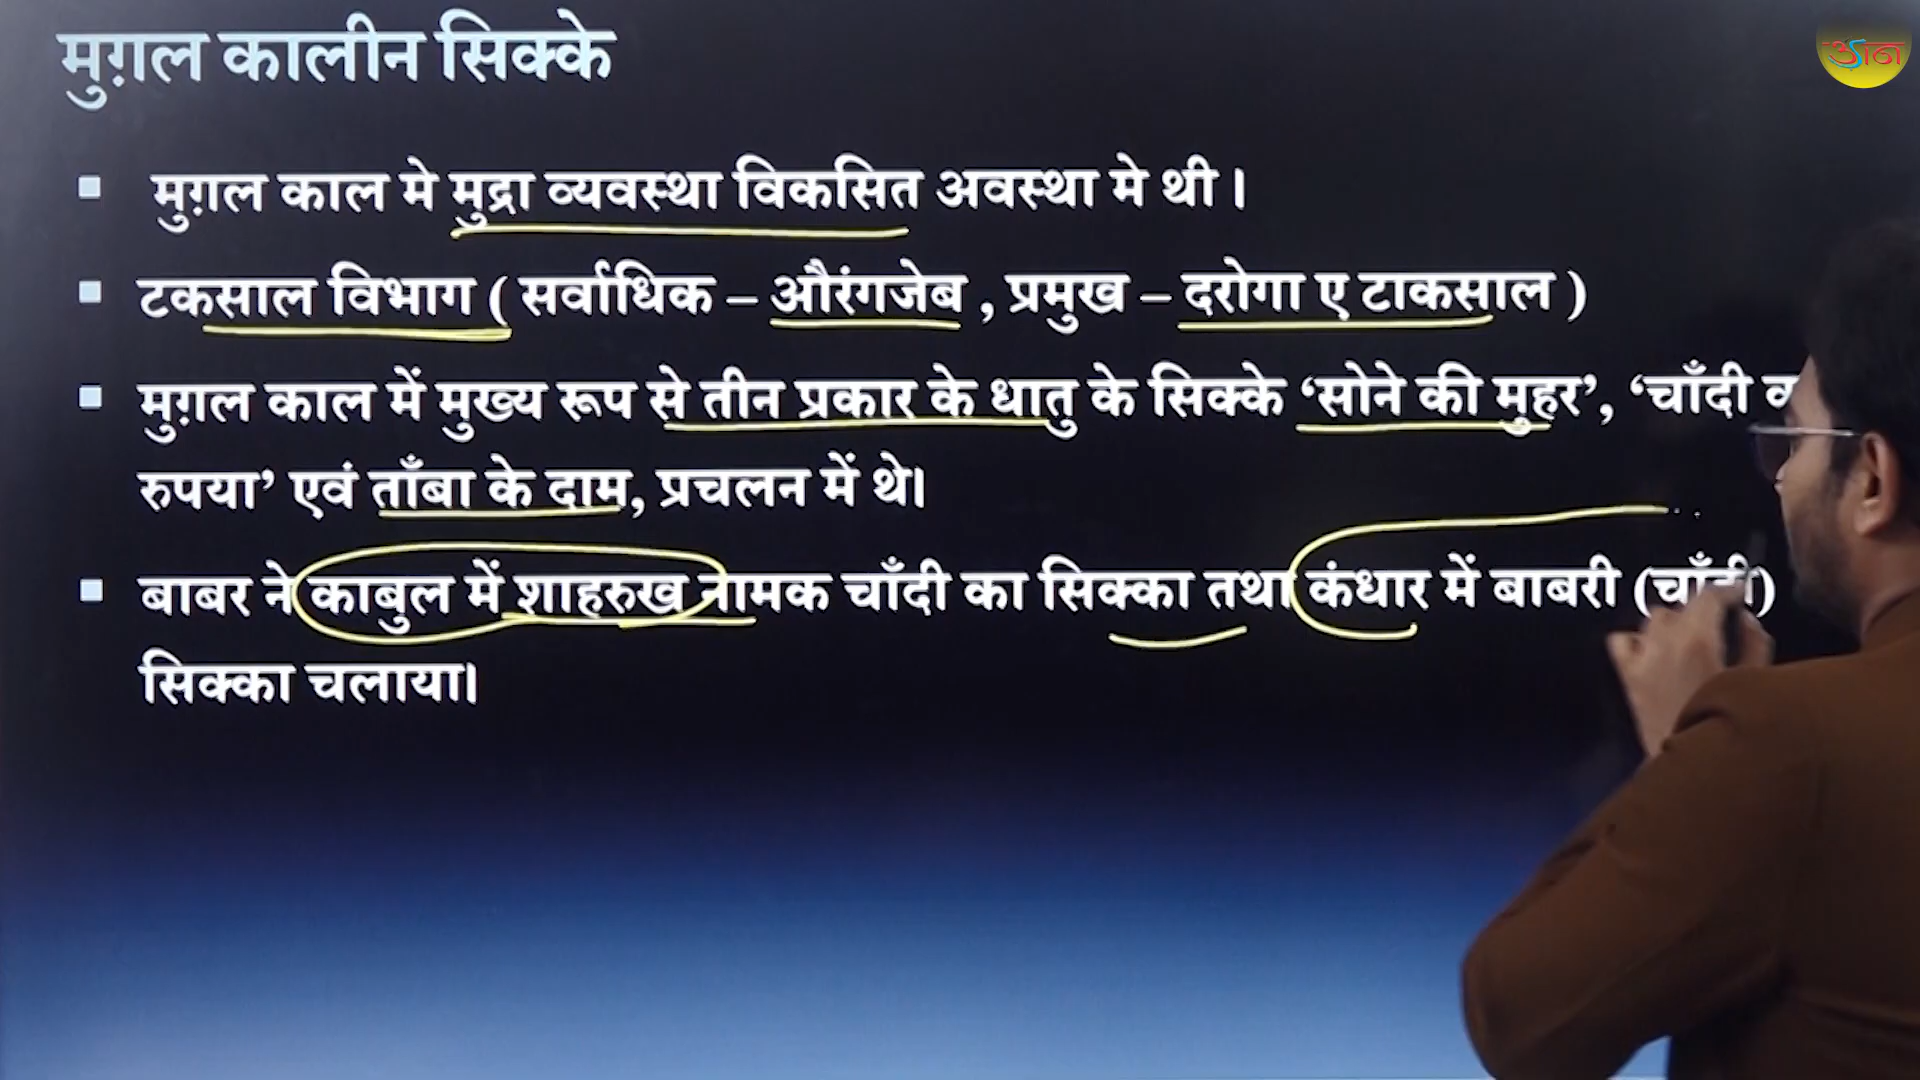 मुग़ल कालीन सिक्के
ज्ञान
मुग़ल काल मे मुद्रा व्यवस्था विकसित अवस्था मे थी।
टकसाल विभाग ( सर्वाधिक – औरंगजेब , प्रमुख – दरोगा ए टाकसाल )
मुग़ल काल में मुख्य रूप से तीन प्रकार के धातु के सिक्के ‘सोने की मुहर’, ‘चाँदी
रुपया’ एवं ताँबा के दाम, प्रचलन में थे।
बाबर ने काबुल में शाहरुख नामक चाँदी का सिक्का तथा कंधार में बाबरी (चाँदी)
सिक्का चलाया।